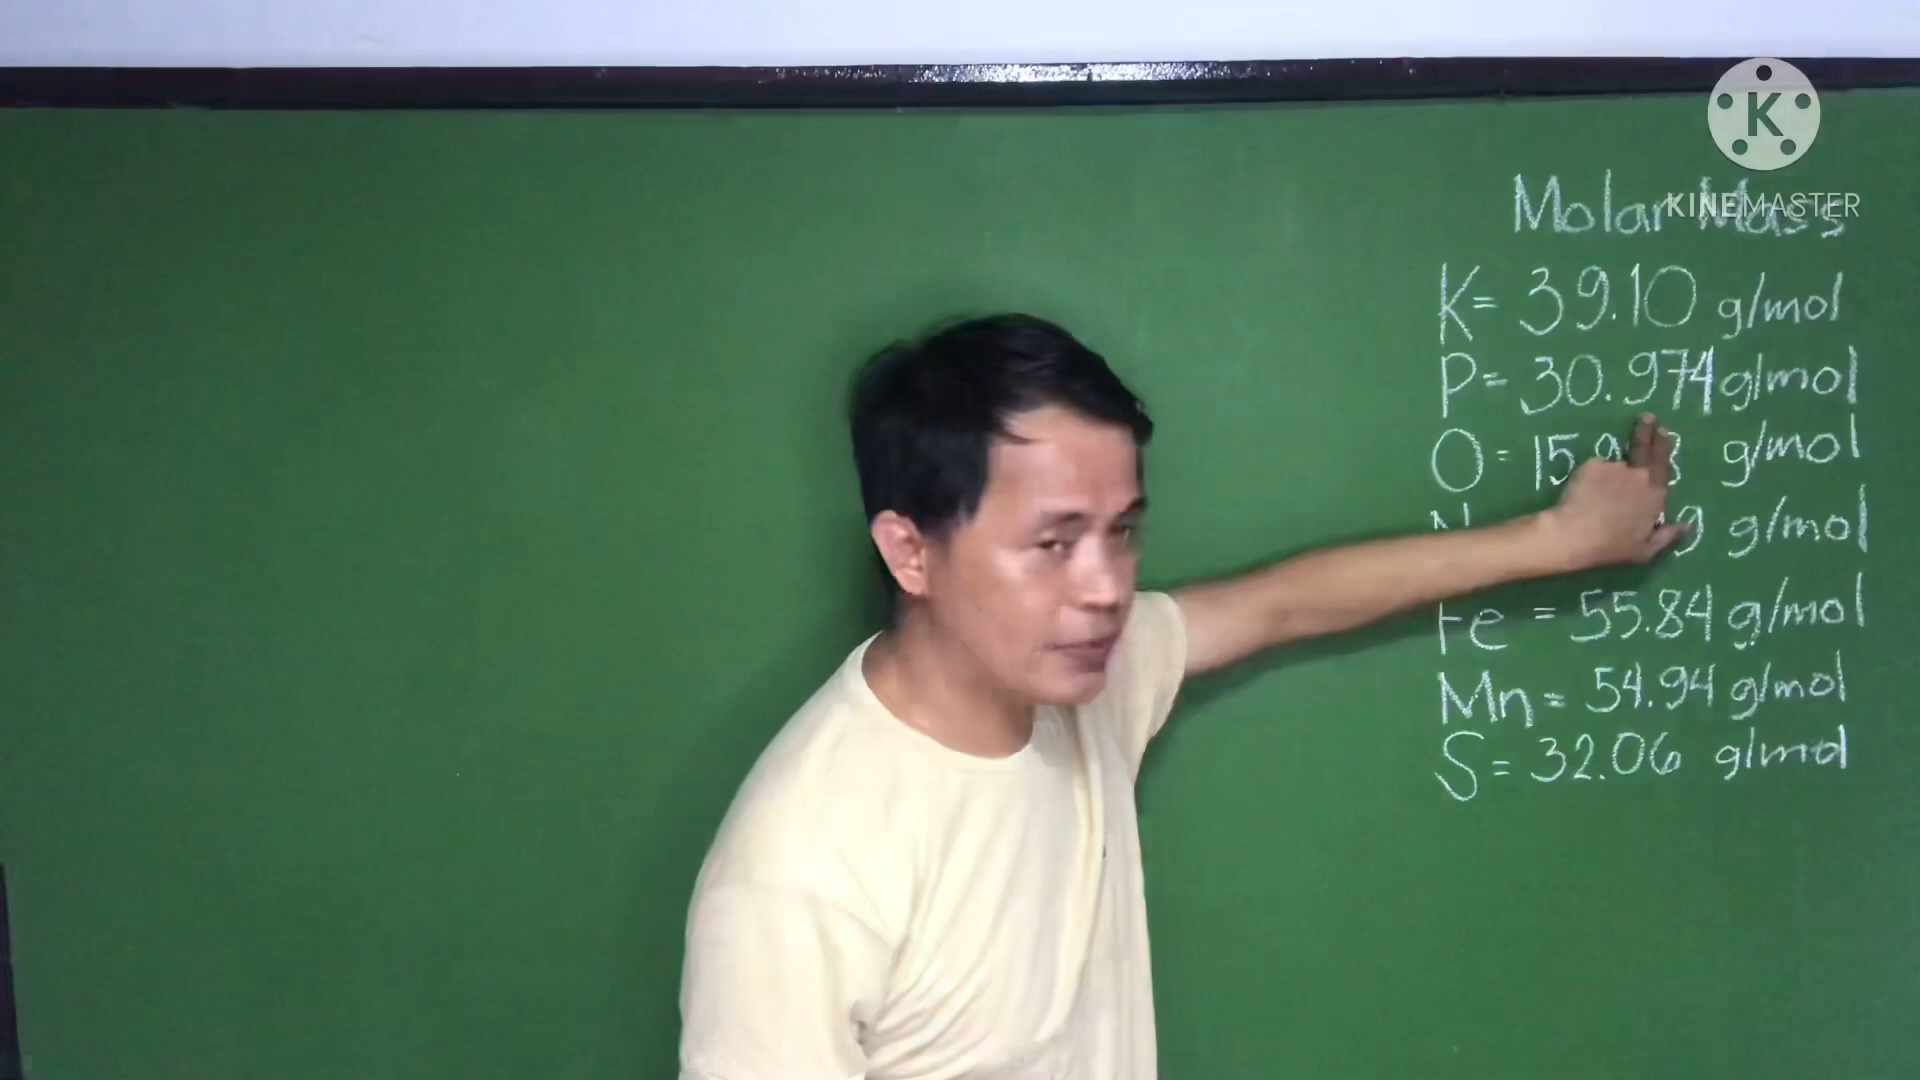 K
KINEMASTER
Molar Mass
K = 39.10 g/mol
P = 30.974 g/mol
O = g/mol
g/mol
Fe = 55.84 g/mol
Mn = 54.94 g/mol
S = 32.06 g/mol